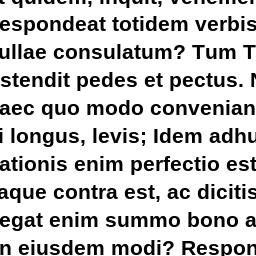 t quidem, inquit, vehementer
espondeat totidem verbis
ullae consulatum? Tum T
stendit pedes et pectus. N
aec quo modo convenian
i longus, levis; Idem adhu
ationis enim perfectio est
aque contra est, ac dicitis
egat enim summo bono a
n eiusdem modi? Respon